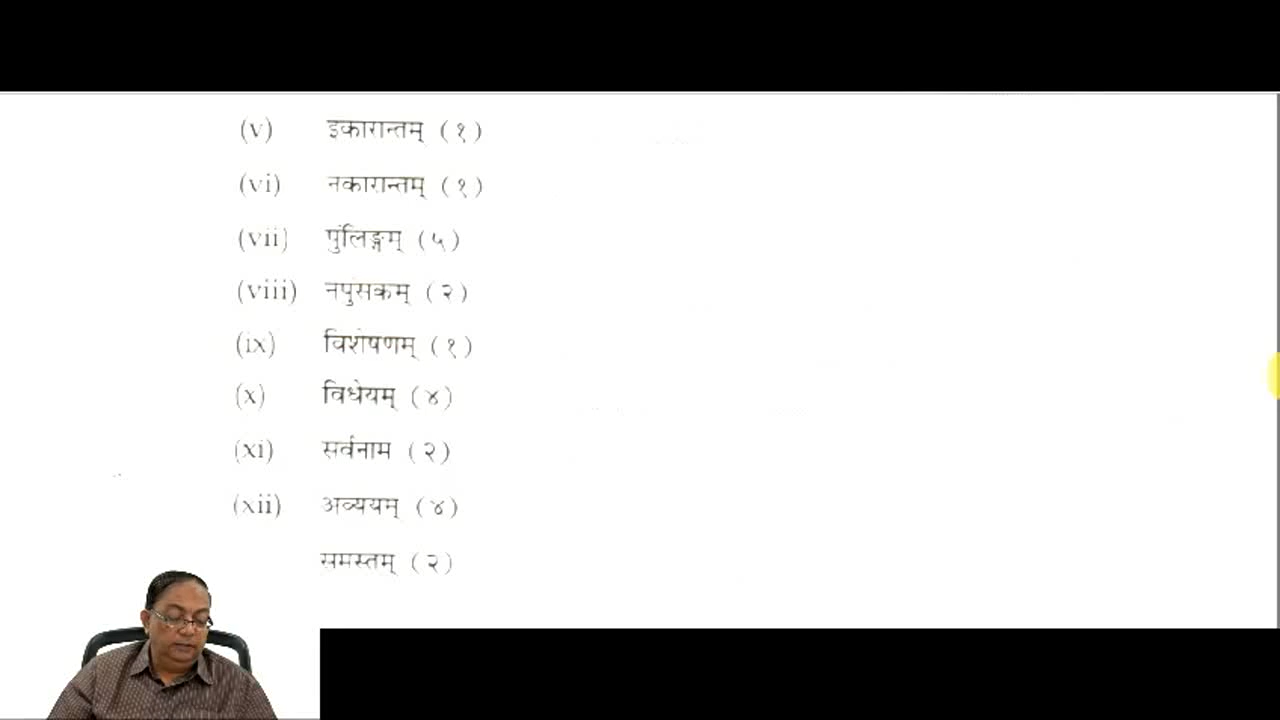 (v) इकारान्तम् (१)
(vi) नकारान्तम् (१)
(vii) पुंलिङ्गम् (५)
(viii) नपुंसकम् (२)
(ix) विशेषणम् (१)
(x) विधेयम् (४)
(xi) सर्वनाम (२)
(xii) अव्ययम् (४)
समस्तम् (२)